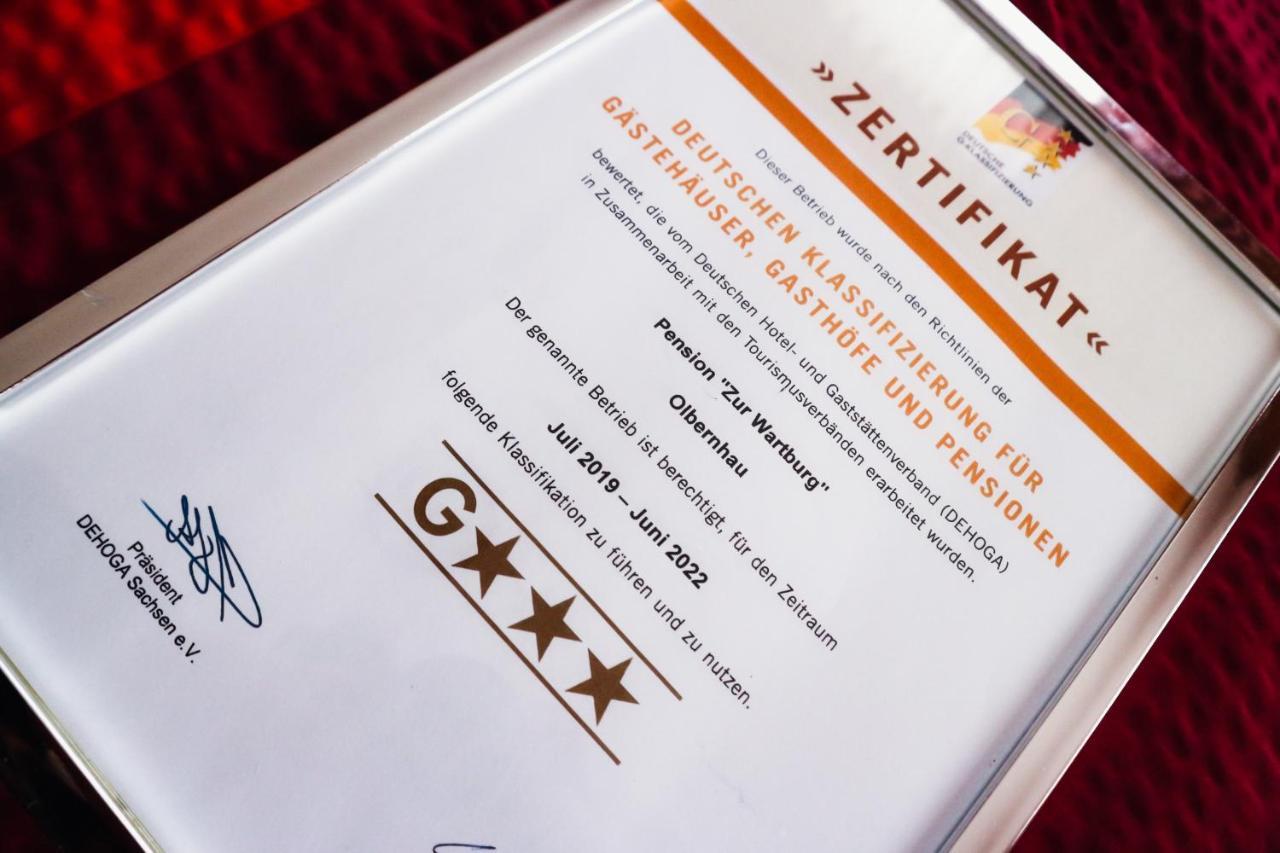 DEUTSCHE
G-KLASSIFIZIERUNG
»ZERTIFIKAT«
Dieser Betrieb wurde nach den Richtlinien der
DEUTSCHEN KLASSIFIZIERUNG FÜR
GÄSTEHÄUSER, GASTHÖFE UND PENSIONEN
bewertet, die vom Deutschen Hotel- und Gaststättenverband (DEHOGA)
in Zusammenarbeit mit den Tourismusverbänden erarbeitet wurden.
Pension "Zur Wartburg"
Olbernhau
Der genannte Betrieb ist berechtigt, für den Zeitraum
Juli 2019 – Juni 2022
folgende Klassifikation zu führen und zu nutzen.
G★★★
Präsident
DEHOGA Sachsen e.V.